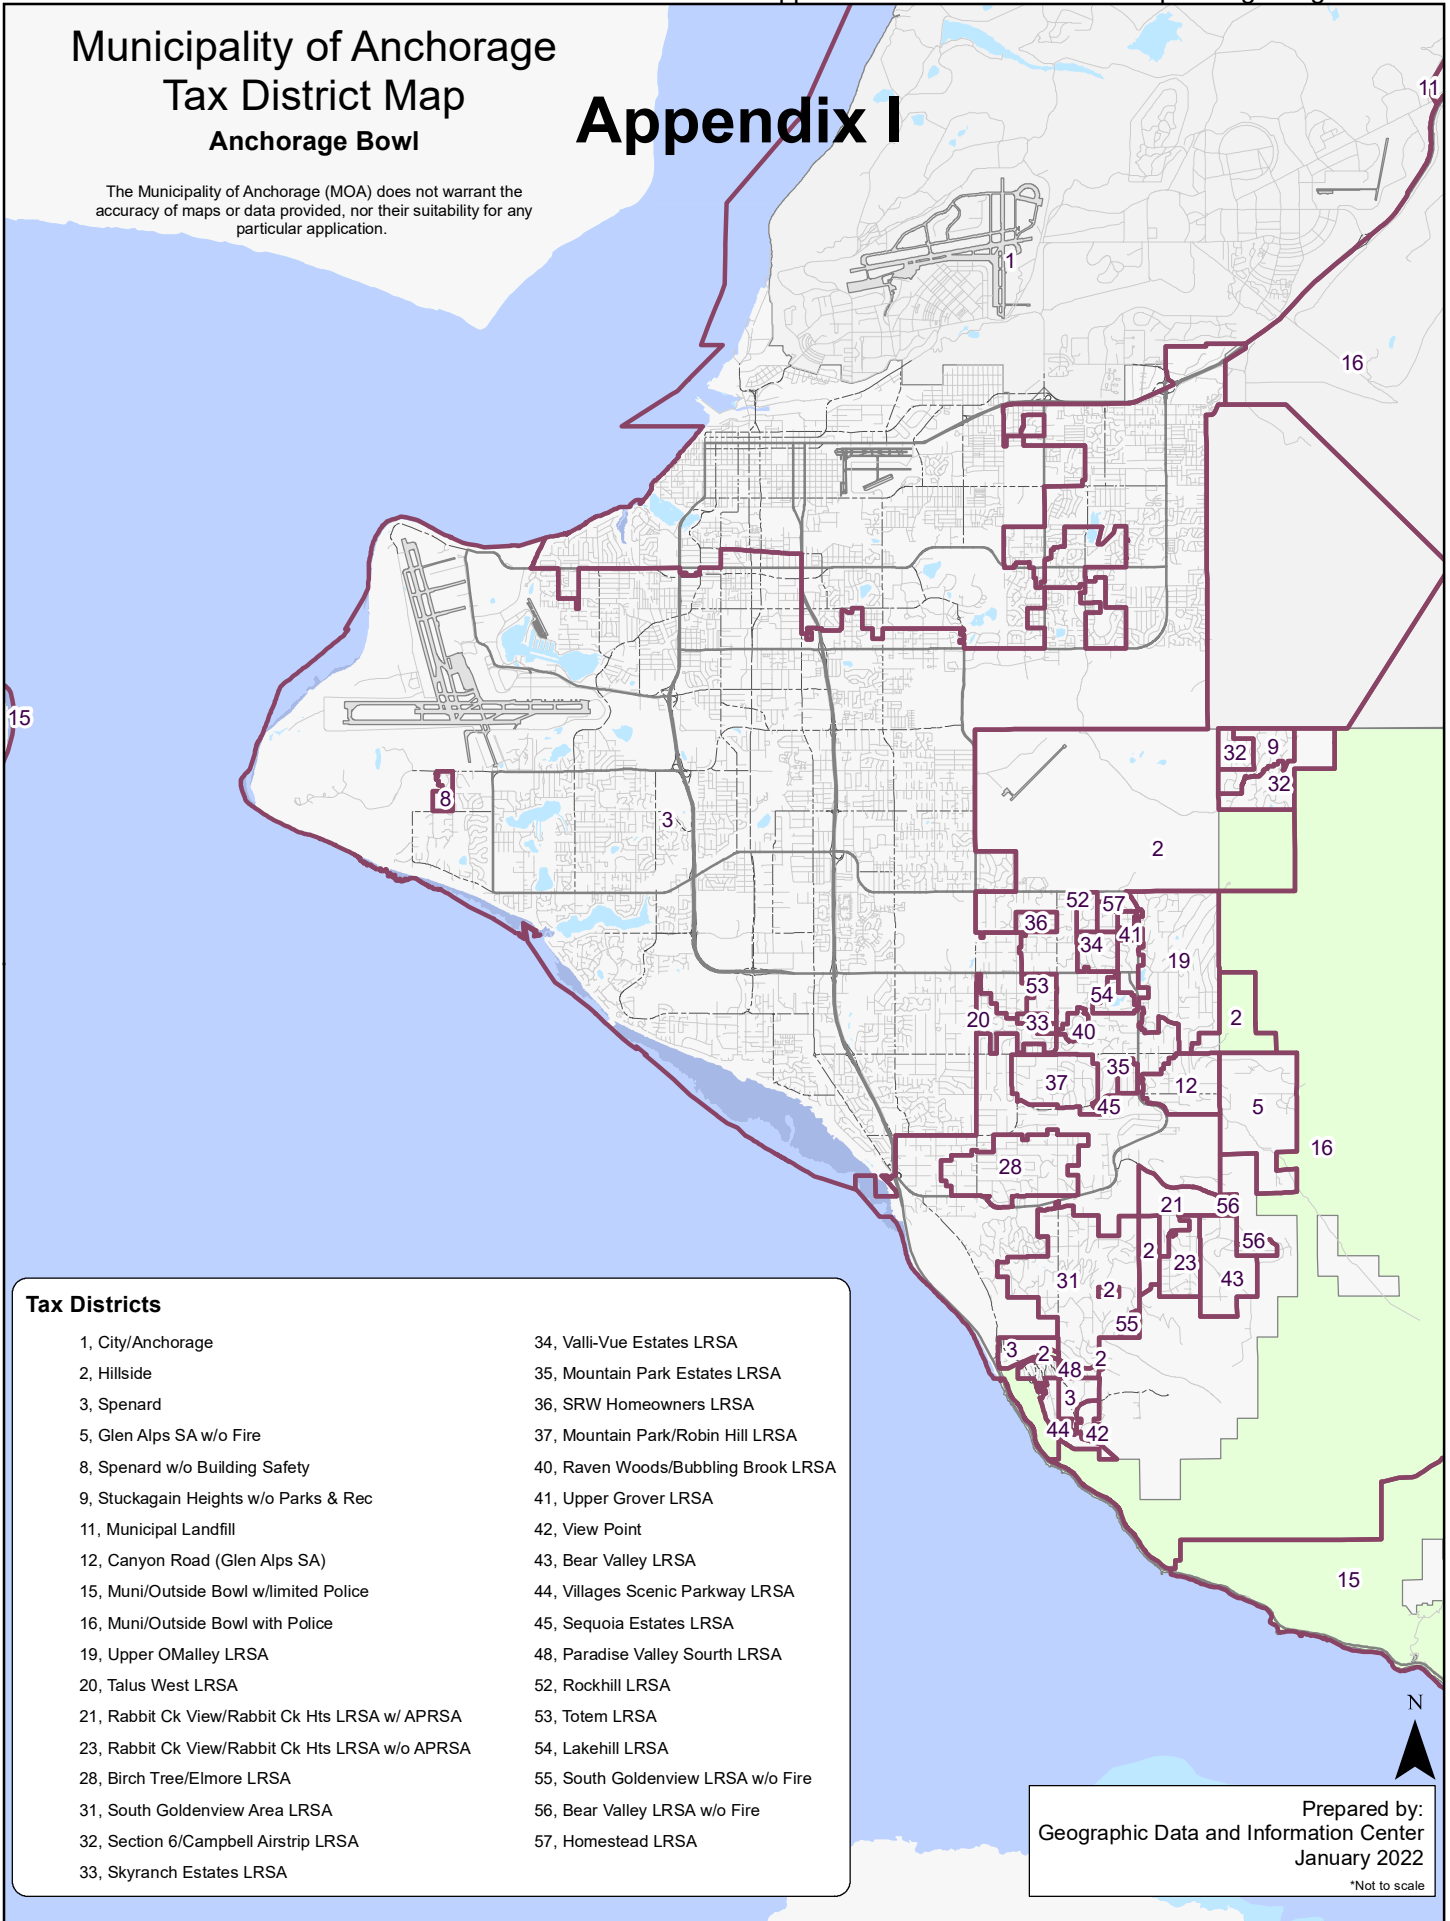 Municipality of Anchorage
Tax District Map
Anchorage Bowl
Appendix I
The Municipality of Anchorage (MOA) does not warrant the
accuracy of maps or data provided, nor their suitability for any
particular application.
11
1
16
15
32
9
32
8
3
2
52
57
36
41
34
19
53
54
20
33
40
2
35
37
12
45
5
28
16
21
56
2
56
23
31
43
2
55
3
2
2
48
3
44
42
15
Tax Districts
1, City/Anchorage
2, Hillside
3, Spenard
5, Glen Alps SA w/o Fire
8, Spenard w/o Building Safety
9, Stuckagain Heights w/o Parks & Rec
11, Municipal Landfill
12, Canyon Road (Glen Alps SA)
15, Muni/Outside Bowl w/limited Police
16, Muni/Outside Bowl with Police
19, Upper OMalley LRSA
20, Talus West LRSA
21, Rabbit Ck View/Rabbit Ck Hts LRSA w/ APRSA
23, Rabbit Ck View/Rabbit Ck Hts LRSA w/o APRSA
28, Birch Tree/Elmore LRSA
31, South Goldenview Area LRSA
32, Section 6/Campbell Airstrip LRSA
33, Skyranch Estates LRSA
34, Valli-Vue Estates LRSA
35, Mountain Park Estates LRSA
36, SRW Homeowners LRSA
37, Mountain Park/Robin Hill LRSA
40, Raven Woods/Bubbling Brook LRSA
41, Upper Grover LRSA
42, View Point
43, Bear Valley LRSA
44, Villages Scenic Parkway LRSA
45, Sequoia Estates LRSA
48, Paradise Valley Sourth LRSA
52, Rockhill LRSA
53, Totem LRSA
54, Lakehill LRSA
55, South Goldenview LRSA w/o Fire
56, Bear Valley LRSA w/o Fire
57, Homestead LRSA
N
Prepared by:
Geographic Data and Information Center
January 2022
*Not to scale